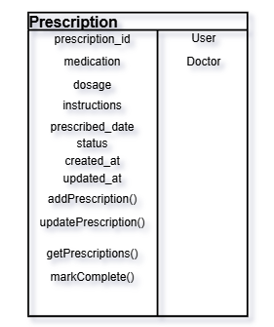 Prescription
prescription_id User
medication Doctor
dosage
instructions
prescribed_date
status
created_at
updated_at
addPrescription()
updatePrescription()
getPrescriptions()
markComplete()